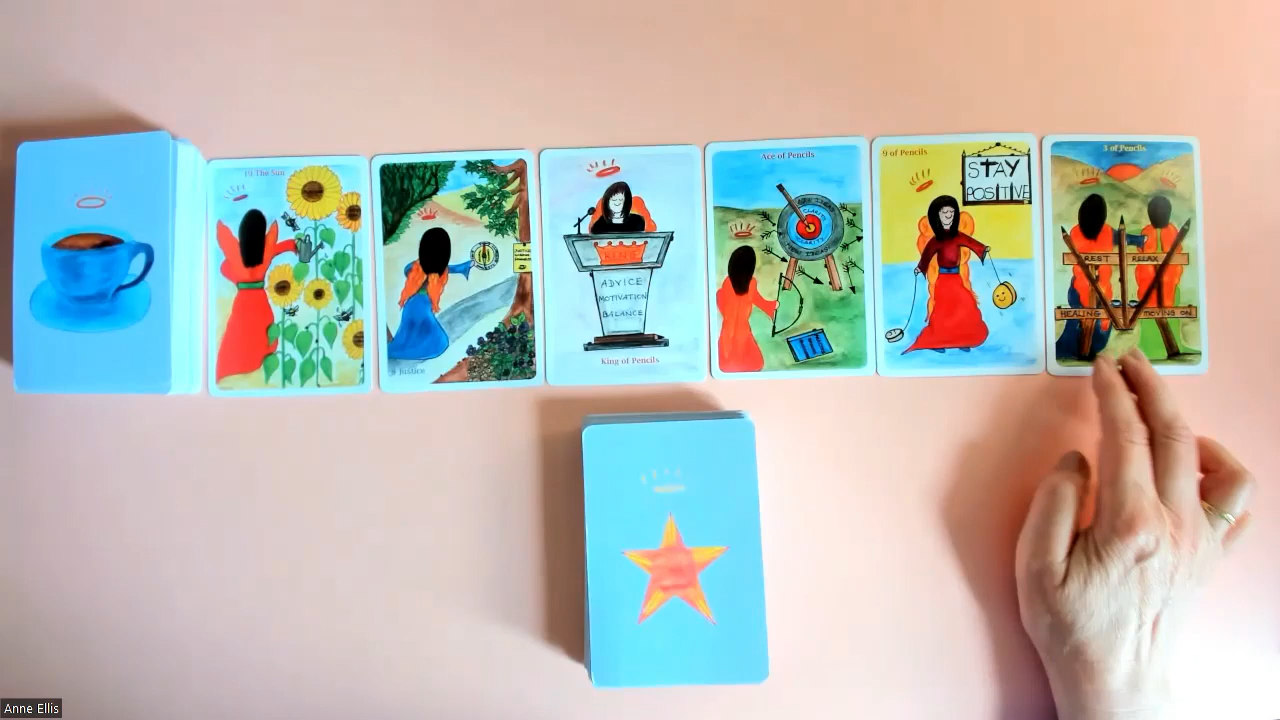 19 The Sun
8 Justice
KING
ADVICE
MOTIVATION
BALANCE
King of Pencils
Ace of Pencils
9 of Pencils
STAY
POSITIVE
3 of Pencils
REST RELAX
HEALING MOVING ON
Anne Ellis